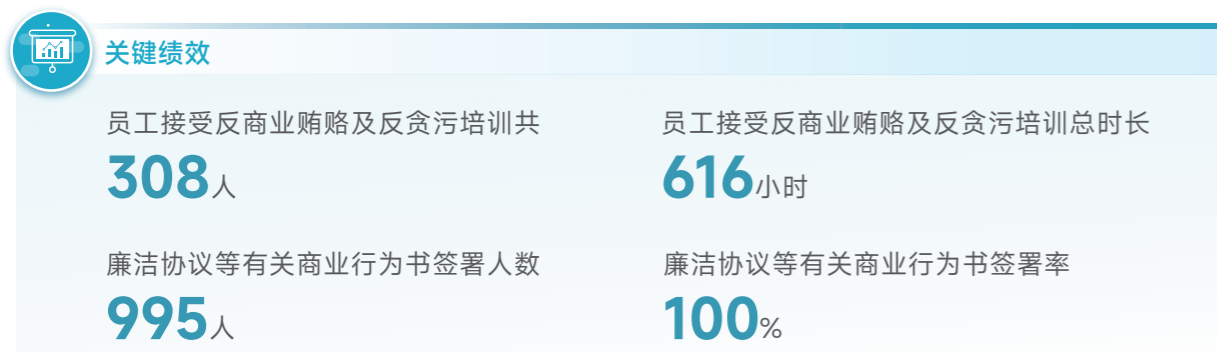 关键绩效
员工接受反商业贿赂及反贪污培训共
308人
员工接受反商业贿赂及反贪污培训总时长
616小时
廉洁协议等有关商业行为书签署人数
995人
廉洁协议等有关商业行为书签署率
100%